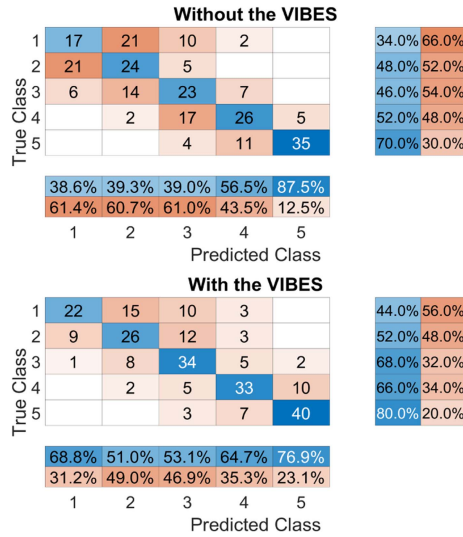 Without the VIBES
1 17 21 10 2 34.0% 66.0%
2 21 24 5 48.0% 52.0%
3 6 14 23 7 46.0% 54.0%
4 2 17 26 5 52.0% 48.0%
5 4 11 35 70.0% 30.0%
True Class
38.6% 39.3% 39.0% 56.5% 87.5%
61.4% 60.7% 61.0% 43.5% 12.5%
1 2 3 4 5
Predicted Class
With the VIBES
1 22 15 10 3 44.0% 56.0%
2 9 26 12 3 52.0% 48.0%
3 1 8 34 5 2 68.0% 32.0%
4 2 5 33 10 66.0% 34.0%
5 3 7 40 80.0% 20.0%
True Class
68.8% 51.0% 53.1% 64.7% 76.9%
31.2% 49.0% 46.9% 35.3% 23.1%
1 2 3 4 5
Predicted Class